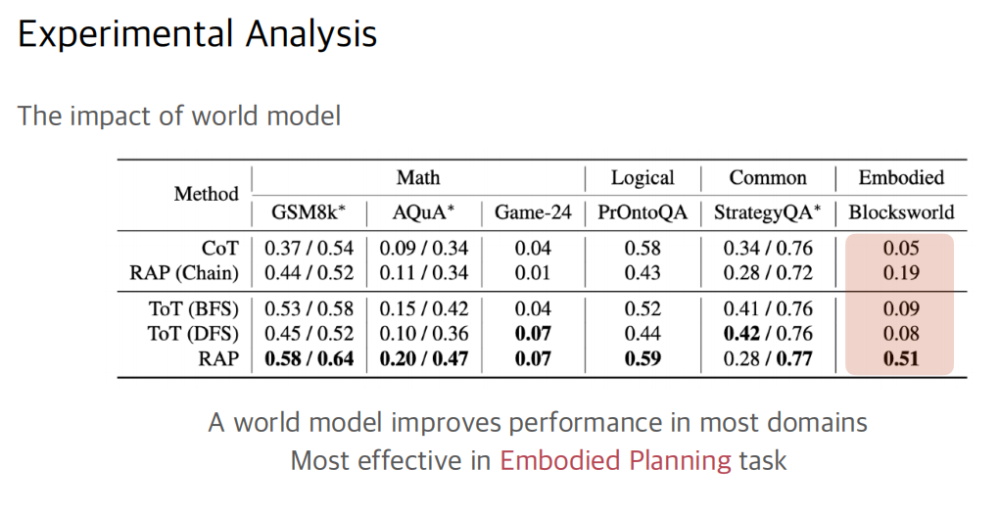 Experimental Analysis
The impact of world model
Method Math Logical Common Embodied
GSM8k* AQuA* Game-24 PrOntoQA StrategyQA* Blocksworld
CoT 0.37 / 0.54 0.09 / 0.34 0.04 0.58 0.34 / 0.76 0.05
RAP (Chain) 0.44 / 0.52 0.11 / 0.34 0.01 0.43 0.28 / 0.72 0.19
ToT (BFS) 0.53 / 0.58 0.15 / 0.42 0.04 0.52 0.41 / 0.76 0.09
ToT (DFS) 0.45 / 0.52 0.10 / 0.36 0.07 0.44 0.42 / 0.76 0.08
RAP 0.58 / 0.64 0.20 / 0.47 0.07 0.59 0.28 / 0.77 0.51
A world model improves performance in most domains
Most effective in Embodied Planning task